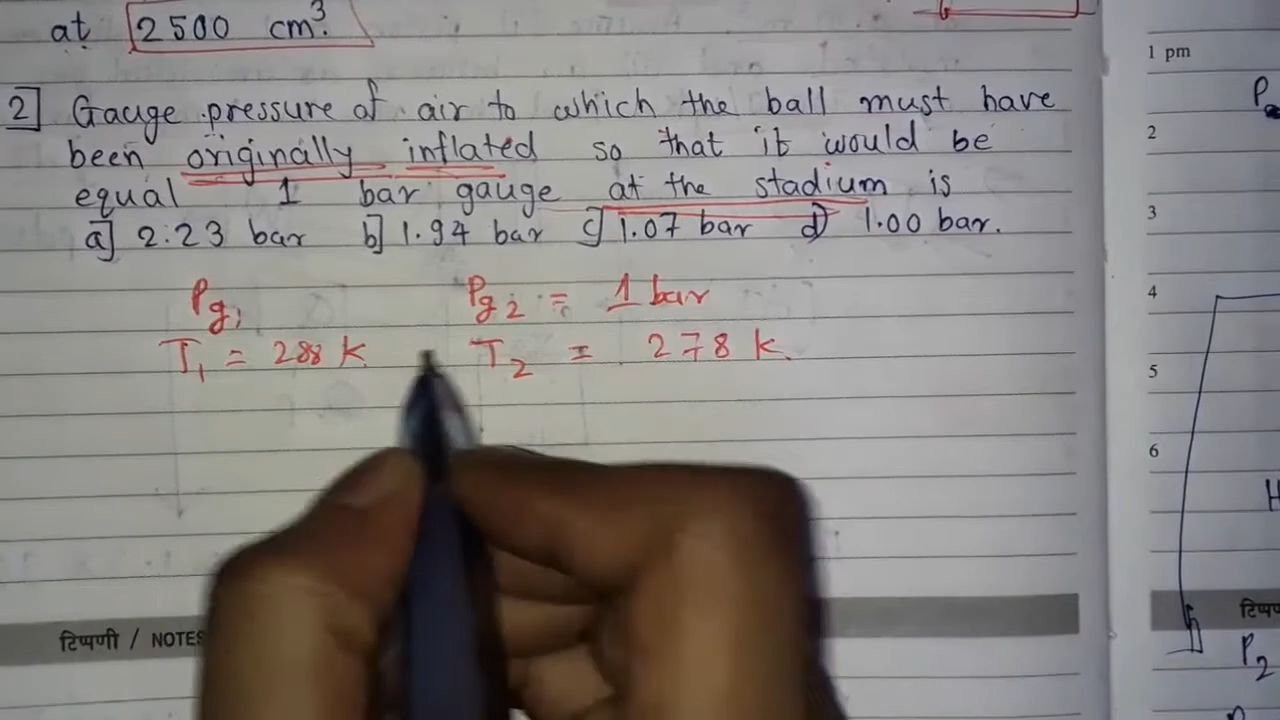 at 2500 cm³.
1 pm
2] Gauge pressure of air to which the ball must have
been originally inflated so that it would be
equal 1 bar gauge at the stadium is
a] 2.23 bar b] 1.94 bar c] 1.07 bar d) 1.00 bar.
2
3
Pg1 Pg2 = 1 bar
4
T1 = 288 K T2 = 278 K
5
6
H
टिप्पणी / NOTES
P2